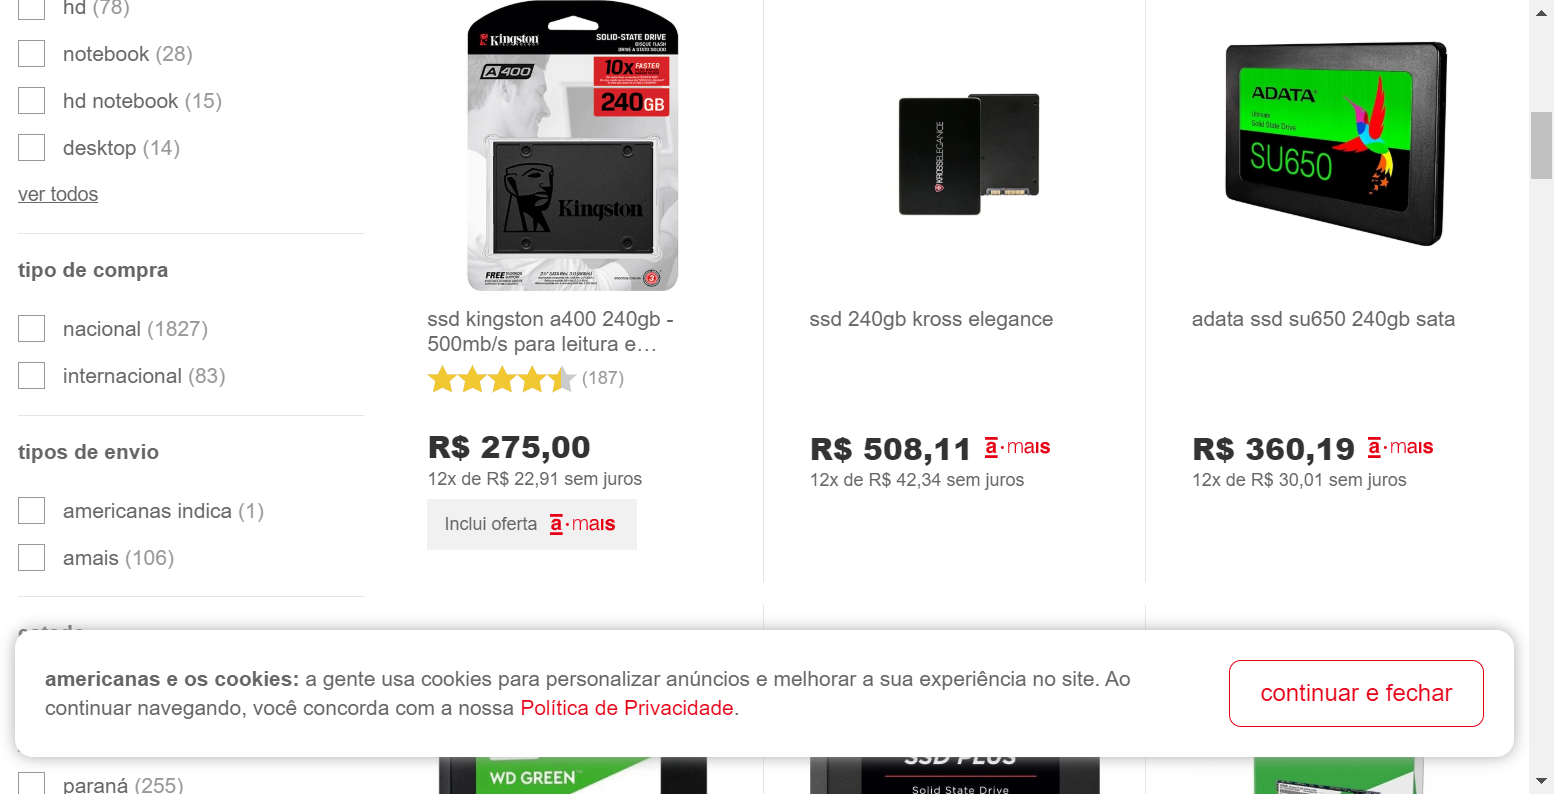 hd (78)
notebook (28)
hd notebook (15)
desktop (14)
ver todos
tipo de compra
nacional (1827)
internacional (83)
tipos de envio
americanas indica (1)
amais (106)
paraná (255)
Kingston
SOLID-STATE DRIVE
DISQUE FLASH
DRIVE A STATO SOLIDO
A400
10x FASTER
240GB
Kingston
FREE
ssd kingston a400 240gb -
500mb/s para leitura e…
(187)
R$ 275,00
12x de R$ 22,91 sem juros
Inclui oferta a·mais
KROSSELEGANCE
ssd 240gb kross elegance
R$ 508,11 a·mais
12x de R$ 42,34 sem juros
ADATA
Ultimate
Solid State Drive
SU650
adata ssd su650 240gb sata
R$ 360,19 a·mais
12x de R$ 30,01 sem juros
americanas e os cookies: a gente usa cookies para personalizar anúncios e melhorar a sua experiência no site. Ao
continuar navegando, você concorda com a nossa Política de Privacidade.
continuar e fechar
WD GREEN™
SSD PLUS
Solid State Drive